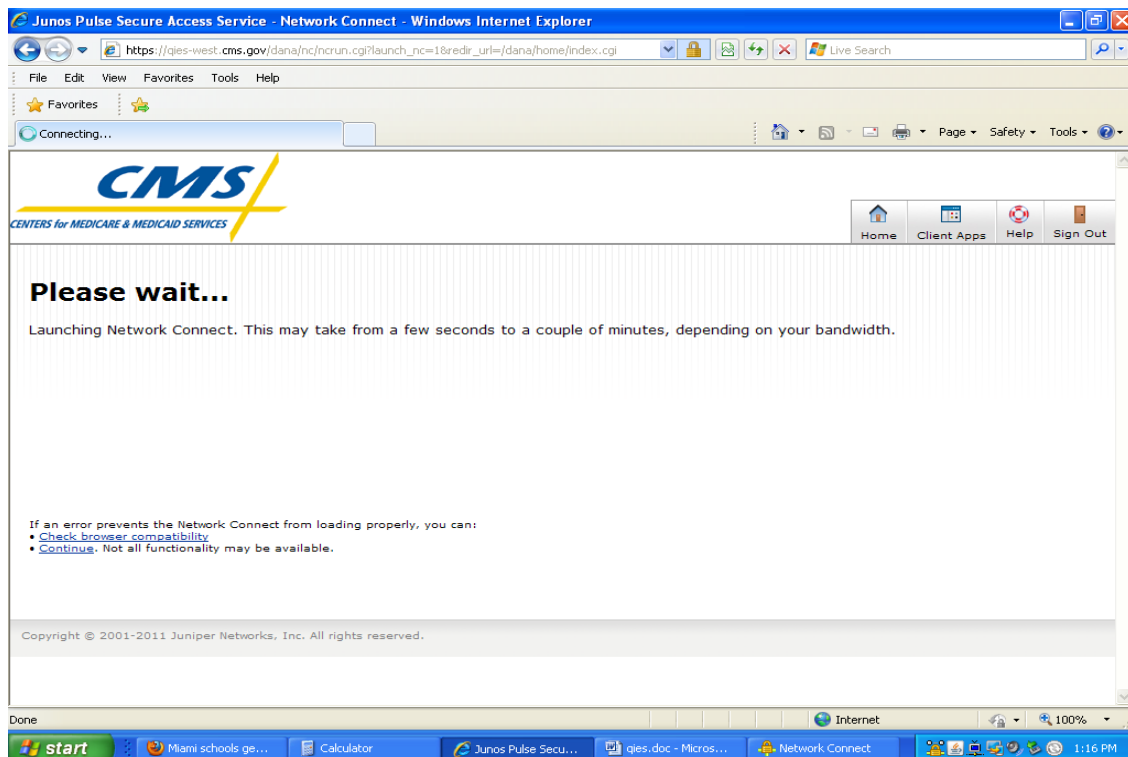 Junos Pulse Secure Access Service - Network Connect - Windows Internet Explorer
https://qies-west.cms.gov/dana/nc/ncrun.cgi?launch_nc=1&redir_url=/dana/home/index.cgi
Live Search
File Edit View Favorites Tools Help
Favorites
Connecting...
Page Safety Tools
CMS
CENTERS for MEDICARE & MEDICAID SERVICES
Home Client Apps Help Sign Out
Please wait...
Launching Network Connect. This may take from a few seconds to a couple of minutes, depending on your bandwidth.
If an error prevents the Network Connect from loading properly, you can:
• Check browser compatibility
• Continue. Not all functionality may be available.
Copyright © 2001-2011 Juniper Networks, Inc. All rights reserved.
Done Internet 100%
start Miami schools ge... Calculator Junos Pulse Secu... qies.doc - Micros... Network Connect 1:16 PM